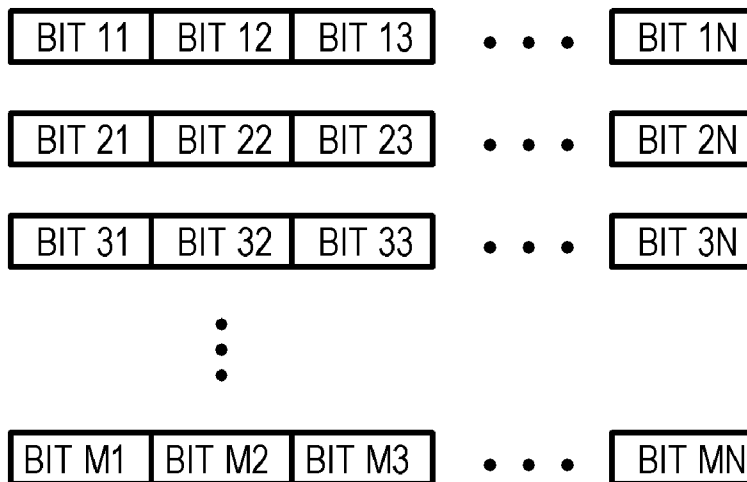 BIT 11 BIT 12 BIT 13 • • • BIT 1N
BIT 21 BIT 22 BIT 23 • • • BIT 2N
BIT 31 BIT 32 BIT 33 • • • BIT 3N
BIT M1 BIT M2 BIT M3 • • • BIT MN